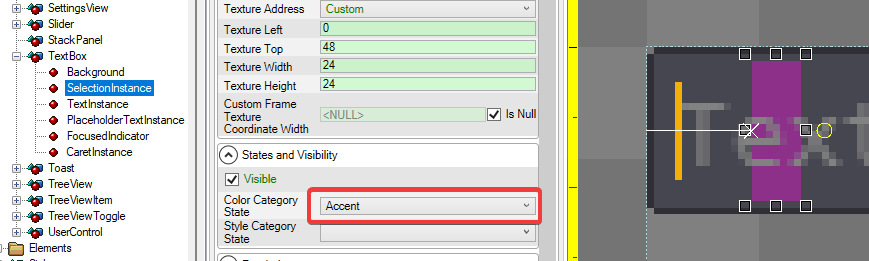 SettingsView
Slider
StackPanel
TextBox
Background
SelectionInstance
TextInstance
PlaceholderTextInstance
FocusedIndicator
CaretInstance
Toast
TreeView
TreeViewItem
TreeViewToggle
UserControl
Elements
Texture Address Custom
Texture Left 0
Texture Top 48
Texture Width 24
Texture Height 24
Custom Frame
Texture <NULL> Is Null
Coordinate Width
States and Visibility
Visible
Color Category
State Accent
Style Category
State
Text